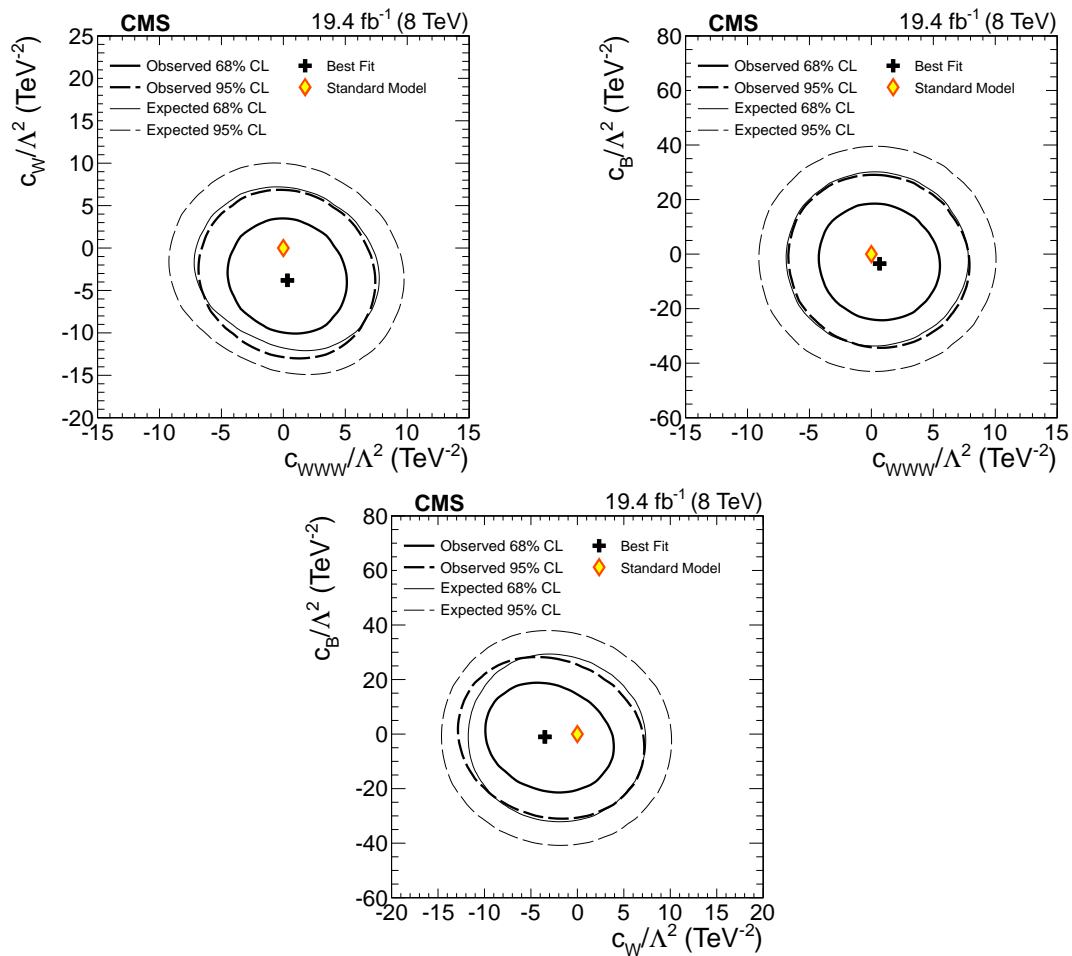 CMS 19.4 fb⁻¹ (8 TeV)
c_W/Λ² (TeV⁻²)
25
20
15
10
5
0
-5
-10
-15
-20
Observed 68% CL
Observed 95% CL
Expected 68% CL
Expected 95% CL
Best Fit
Standard Model
-15 -10 -5 0 5 10 15
c_WWW/Λ² (TeV⁻²)
CMS 19.4 fb⁻¹ (8 TeV)
c_B/Λ² (TeV⁻²)
80
60
40
20
0
-20
-40
-60
Observed 68% CL
Observed 95% CL
Expected 68% CL
Expected 95% CL
Best Fit
Standard Model
-15 -10 -5 0 5 10 15
c_WWW/Λ² (TeV⁻²)
CMS 19.4 fb⁻¹ (8 TeV)
c_B/Λ² (TeV⁻²)
80
60
40
20
0
-20
-40
-60
Observed 68% CL
Observed 95% CL
Expected 68% CL
Expected 95% CL
Best Fit
Standard Model
-20 -15 -10 -5 0 5 10 15 20
c_W/Λ² (TeV⁻²)